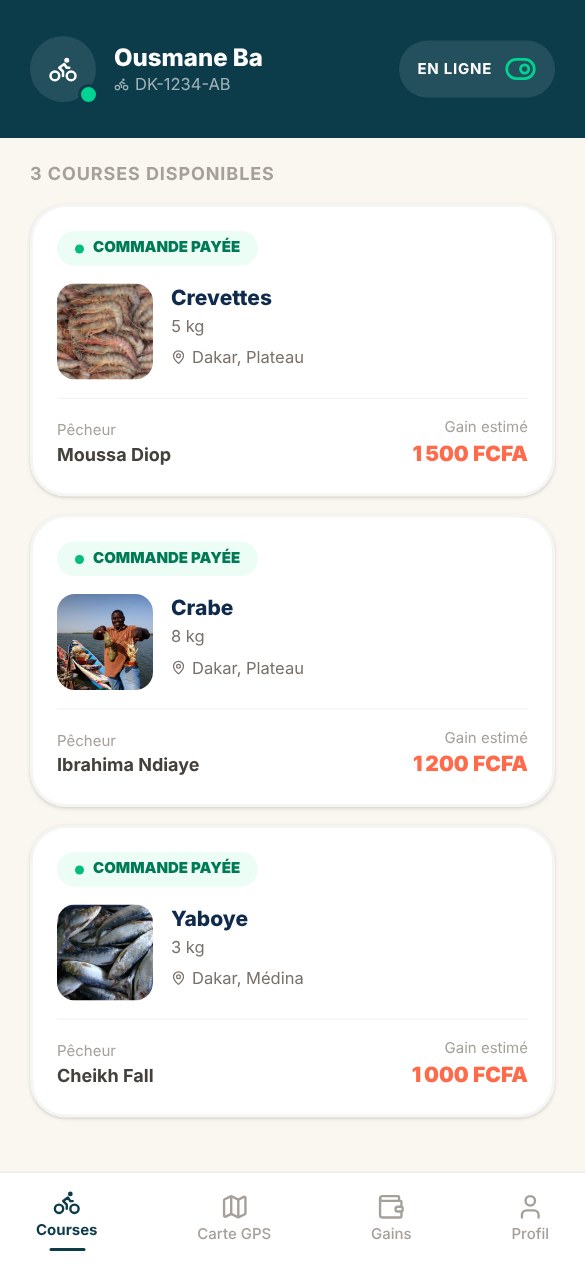 Ousmane Ba
DK-1234-AB
EN LIGNE
3 COURSES DISPONIBLES
COMMANDE PAYÉE
Crevettes
5 kg
Dakar, Plateau
Pêcheur
Gain estimé
Moussa Diop
1500 FCFA
COMMANDE PAYÉE
Crabe
8 kg
Dakar, Plateau
Pêcheur
Gain estimé
Ibrahima Ndiaye
1200 FCFA
COMMANDE PAYÉE
Yaboye
3 kg
Dakar, Médina
Pêcheur
Gain estimé
Cheikh Fall
1000 FCFA
Courses
Carte GPS
Gains
Profil